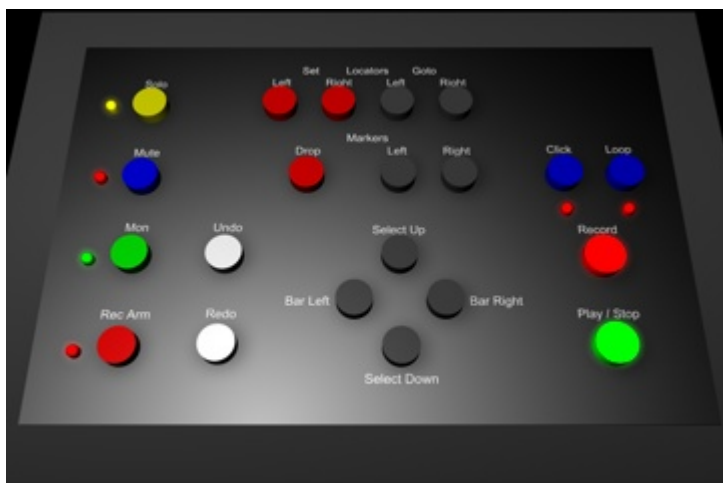 Set Locators Goto
Solo Left Right Left Right
Markers
Mute Drop Left Right Click Loop
Mon Undo Select Up Record
Bar Left Bar Right
Rec Arm Redo Play / Stop
Select Down